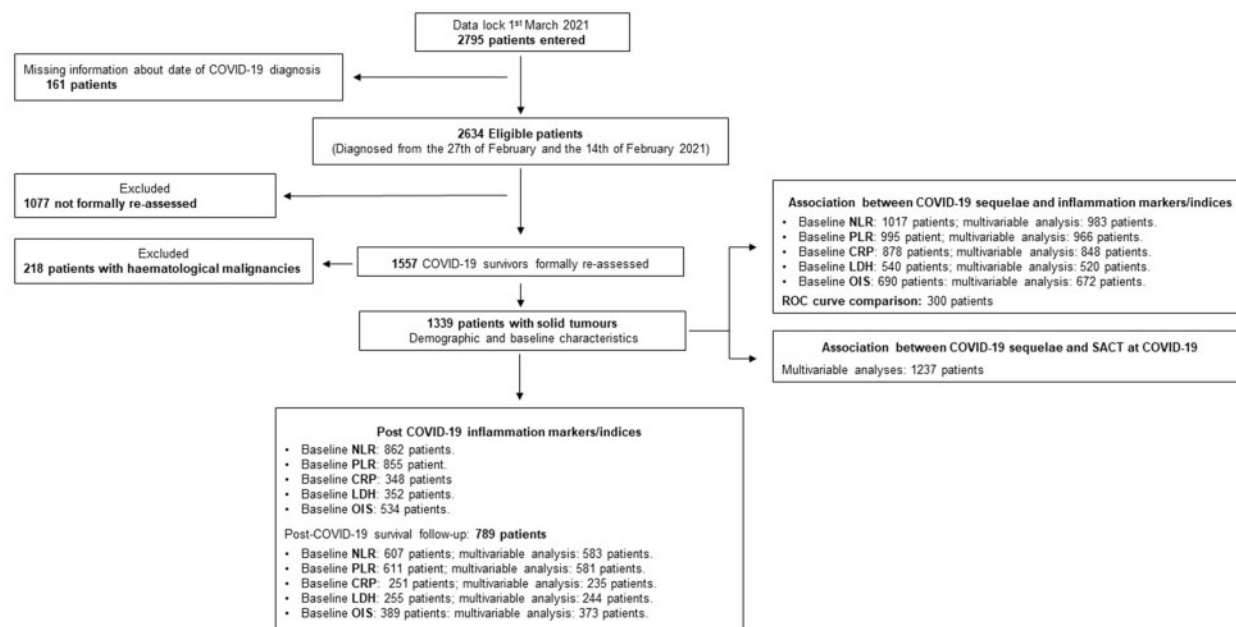 Data lock 1st March 2021
2795 patients entered
Missing information about date of COVID-19 diagnosis
161 patients
2634 Eligible patients
(Diagnosed from the 27th of February and the 14th of February 2021)
Excluded
1077 not formally re-assessed
Excluded
218 patients with haematological malignancies
1557 COVID-19 survivors formally re-assessed
1339 patients with solid tumours
Demographic and baseline characteristics
Association between COVID-19 sequelae and inflammation markers/indices
• Baseline NLR: 1017 patients; multivariable analysis: 983 patients.
• Baseline PLR: 995 patient; multivariable analysis: 966 patients.
• Baseline CRP: 878 patients; multivariable analysis: 848 patients.
• Baseline LDH: 540 patients; multivariable analysis: 520 patients.
• Baseline OIS: 690 patients: multivariable analysis: 672 patients.
ROC curve comparison: 300 patients
Association between COVID-19 sequelae and SACT at COVID-19
Multivariable analyses: 1237 patients
Post COVID-19 inflammation markers/indices
• Baseline NLR: 862 patients.
• Baseline PLR: 855 patient.
• Baseline CRP: 348 patients
• Baseline LDH: 352 patients.
• Baseline OIS: 534 patients.
Post-COVID-19 survival follow-up: 789 patients
• Baseline NLR: 607 patients; multivariable analysis: 583 patients.
• Baseline PLR: 611 patient; multivariable analysis: 581 patients.
• Baseline CRP: 251 patients; multivariable analysis: 235 patients.
• Baseline LDH: 255 patients; multivariable analysis: 244 patients.
• Baseline OIS: 389 patients: multivariable analysis: 373 patients.